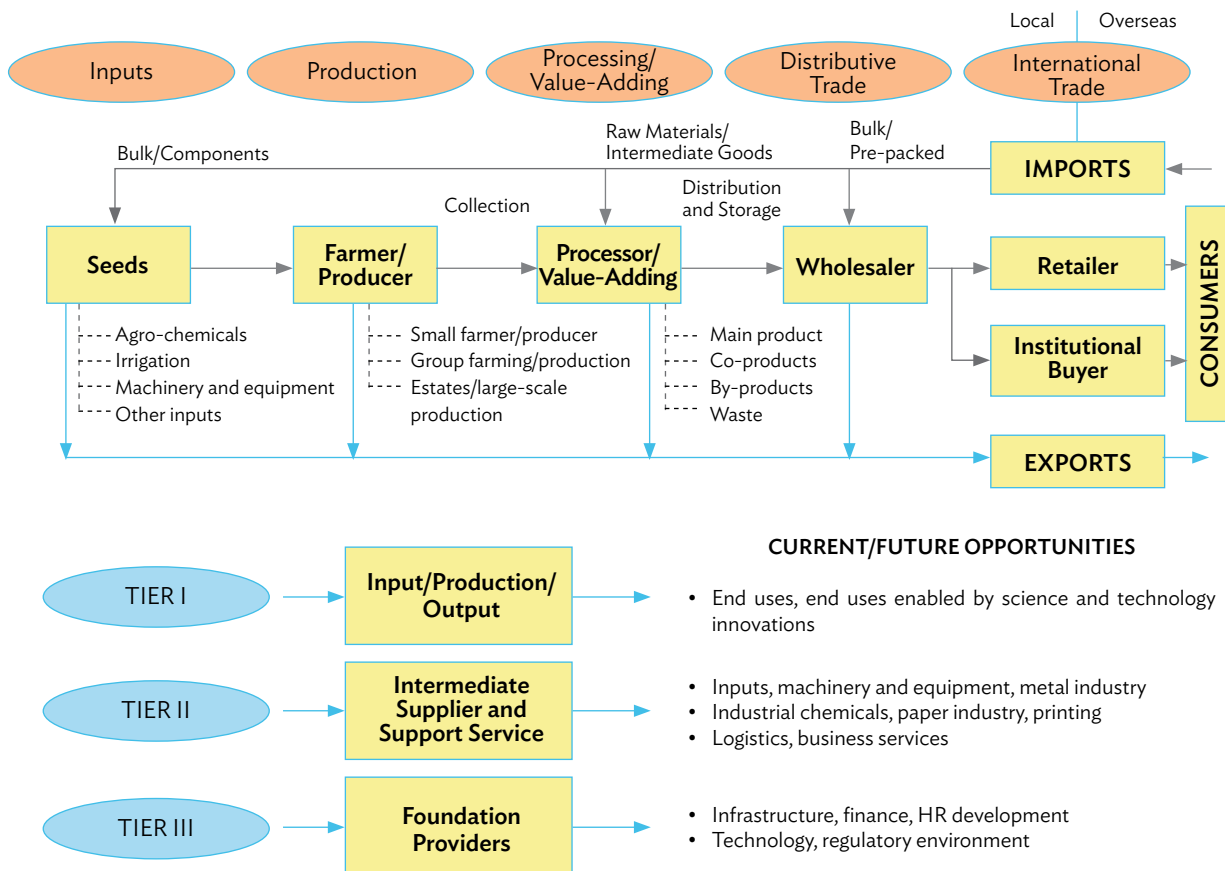 Local
Overseas
Inputs
Production
Processing/
Value-Adding
Distributive
Trade
International
Trade
Bulk/Components
Raw Materials/
Intermediate Goods
Bulk/
Pre-packed
IMPORTS
Collection
Distribution
and Storage
Seeds
Farmer/
Producer
Processor/
Value-Adding
Wholesaler
Retailer
Institutional
Buyer
CONSUMERS
Agro-chemicals
Irrigation
Machinery and equipment
Other inputs
Small farmer/producer
Group farming/production
Estates/large-scale
production
Main product
Co-products
By-products
Waste
EXPORTS
CURRENT/FUTURE OPPORTUNITIES
TIER I
Input/Production/
Output
• End uses, end uses enabled by science and technology
innovations
TIER II
Intermediate
Supplier and
Support Service
• Inputs, machinery and equipment, metal industry
• Industrial chemicals, paper industry, printing
• Logistics, business services
TIER III
Foundation
Providers
• Infrastructure, finance, HR development
• Technology, regulatory environment